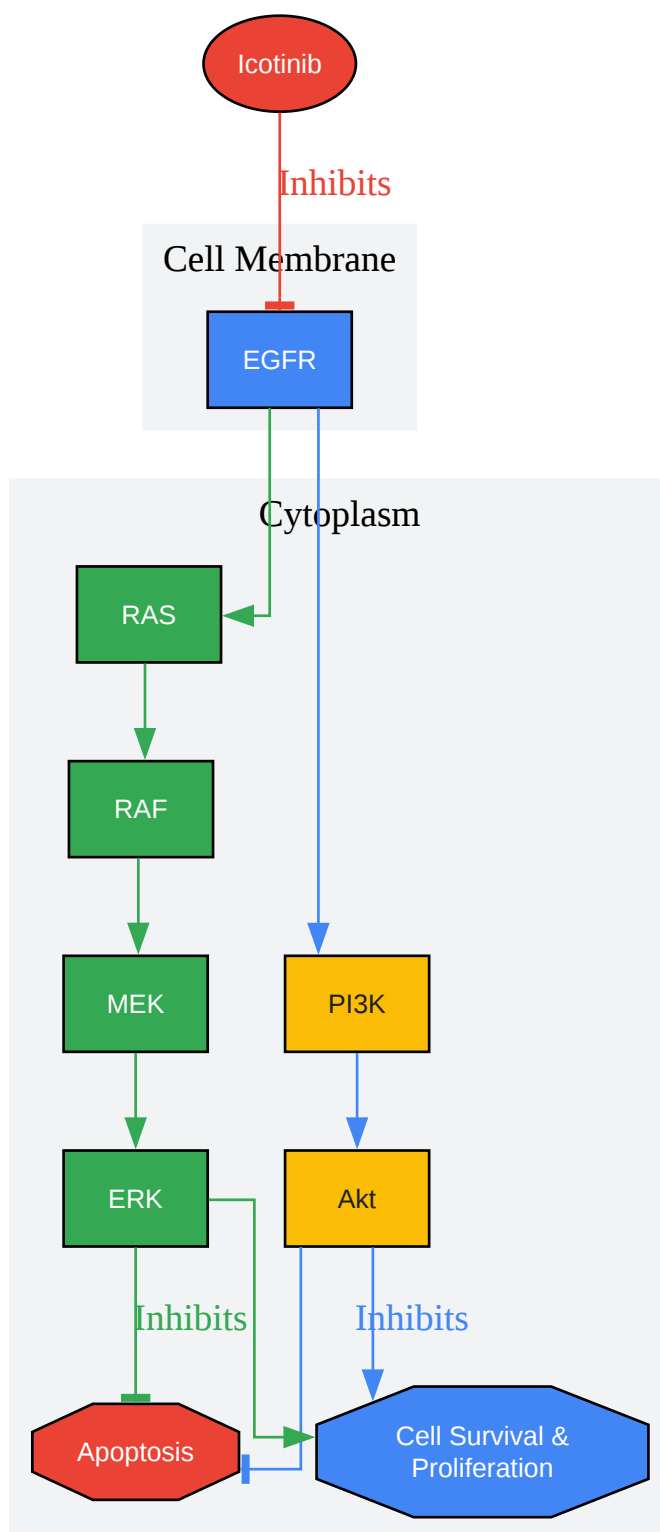 Icotinib
Inhibits
Cell Membrane
EGFR
Cytoplasm
RAS
RAF
MEK
PI3K
ERK
Akt
Inhibits
Inhibits
Apoptosis
Cell Survival &
Proliferation